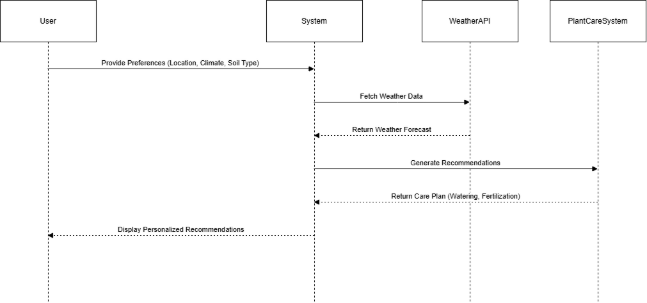 User
System
WeatherAPI
PlantCareSystem
Provide Preferences (Location, Climate, Soil Type)
Fetch Weather Data
Return Weather Forecast
Generate Recommendations
Return Care Plan (Watering, Fertilization)
Display Personalized Recommendations